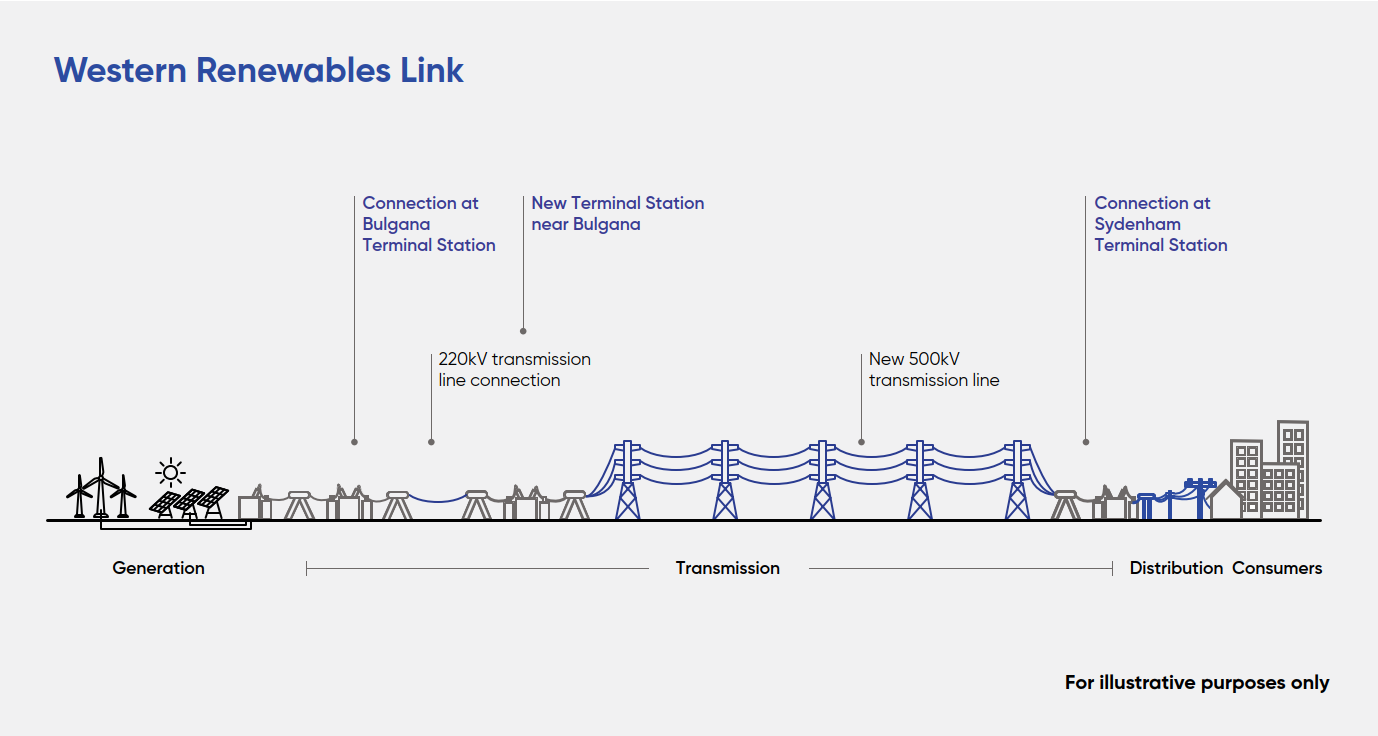 Western Renewables Link
Connection at
Bulgana
Terminal Station
New Terminal Station
near Bulgana
Connection at
Sydenham
Terminal Station
220kV transmission
line connection
New 500kV
transmission line
Generation
Transmission
Distribution
Consumers
For illustrative purposes only